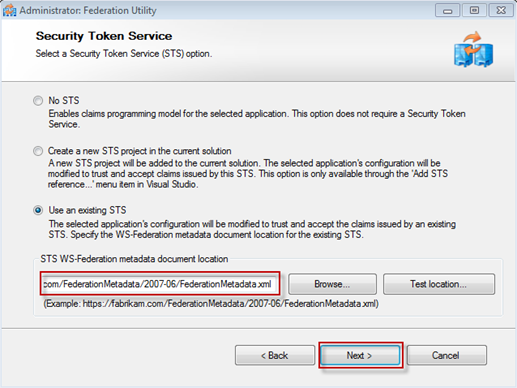 Administrator: Federation Utility
Security Token Service
Select a Security Token Service (STS) option.
No STS
Enables claims programming model for the selected application. This option does not require a Security Token
Service.
Create a new STS project in the current solution
A new STS project will be added to the current solution. The selected application's configuration will be
modified to trust and accept claims issued by this STS. This option is only available through the 'Add STS
reference...' menu item in Visual Studio.
Use an existing STS
The selected application's configuration will be modified to trust and accept the claims issued by an existing
STS. Specify the WS-Federation metadata document location for the existing STS.
STS WS-Federation metadata document location
com/FederationMetadata/2007-06/FederationMetadata.xml
Browse...
Test location...
(Example: https://fabrikam.com/FederationMetadata/2007-06/FederationMetadata.xml)
< Back
Next >
Cancel